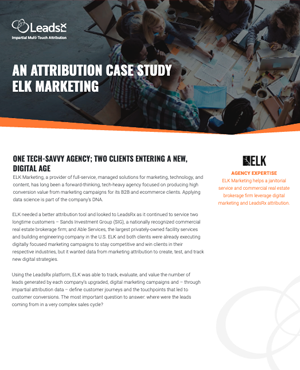 LeadsRx
Impartial Multi Touch Attribution
AN ATTRIBUTION CASE STUDY
ELK MARKETING
ONE TECH-SAVVY AGENCY; TWO CLIENTS ENTERING A NEW,
DIGITAL AGE
ELK Marketing, a provider of full-service, managed solutions for marketing, technology, and
content, has long been a forward-thinking, tech-heavy agency focused on producing high
conversion value from marketing campaigns for its B2B and ecommerce clients. Applying
data science is part of the company's DNA.
ELK needed a better attribution tool and looked to LeadsRx as it continued to service two
longtime customers – Sands Investment Group (SIG), a nationally recognized commercial
real estate brokerage firm; and Able Services, the largest privately-owned facility services
and building engineering company in the U.S. ELK and both clients were already executing
digitally focused marketing campaigns to stay competitive and win clients in their
respective industries, but it wanted data from marketing attribution to create, test, and track
new digital strategies.
Using the LeadsRx platform, ELK was able to track, evaluate, and value the number of
leads generated by each company's upgraded, digital marketing campaigns and – through
impartial attribution data – define customer journeys and the touchpoints that led to
customer conversions. The most important question to answer: where were the leads
coming from in a very complex sales cycle?
ELK
AGENCY EXPERTISE
ELK Marketing helps a janitorial
service and commercial real estate
brokerage firm leverage digital
marketing and LeadsRx attribution.